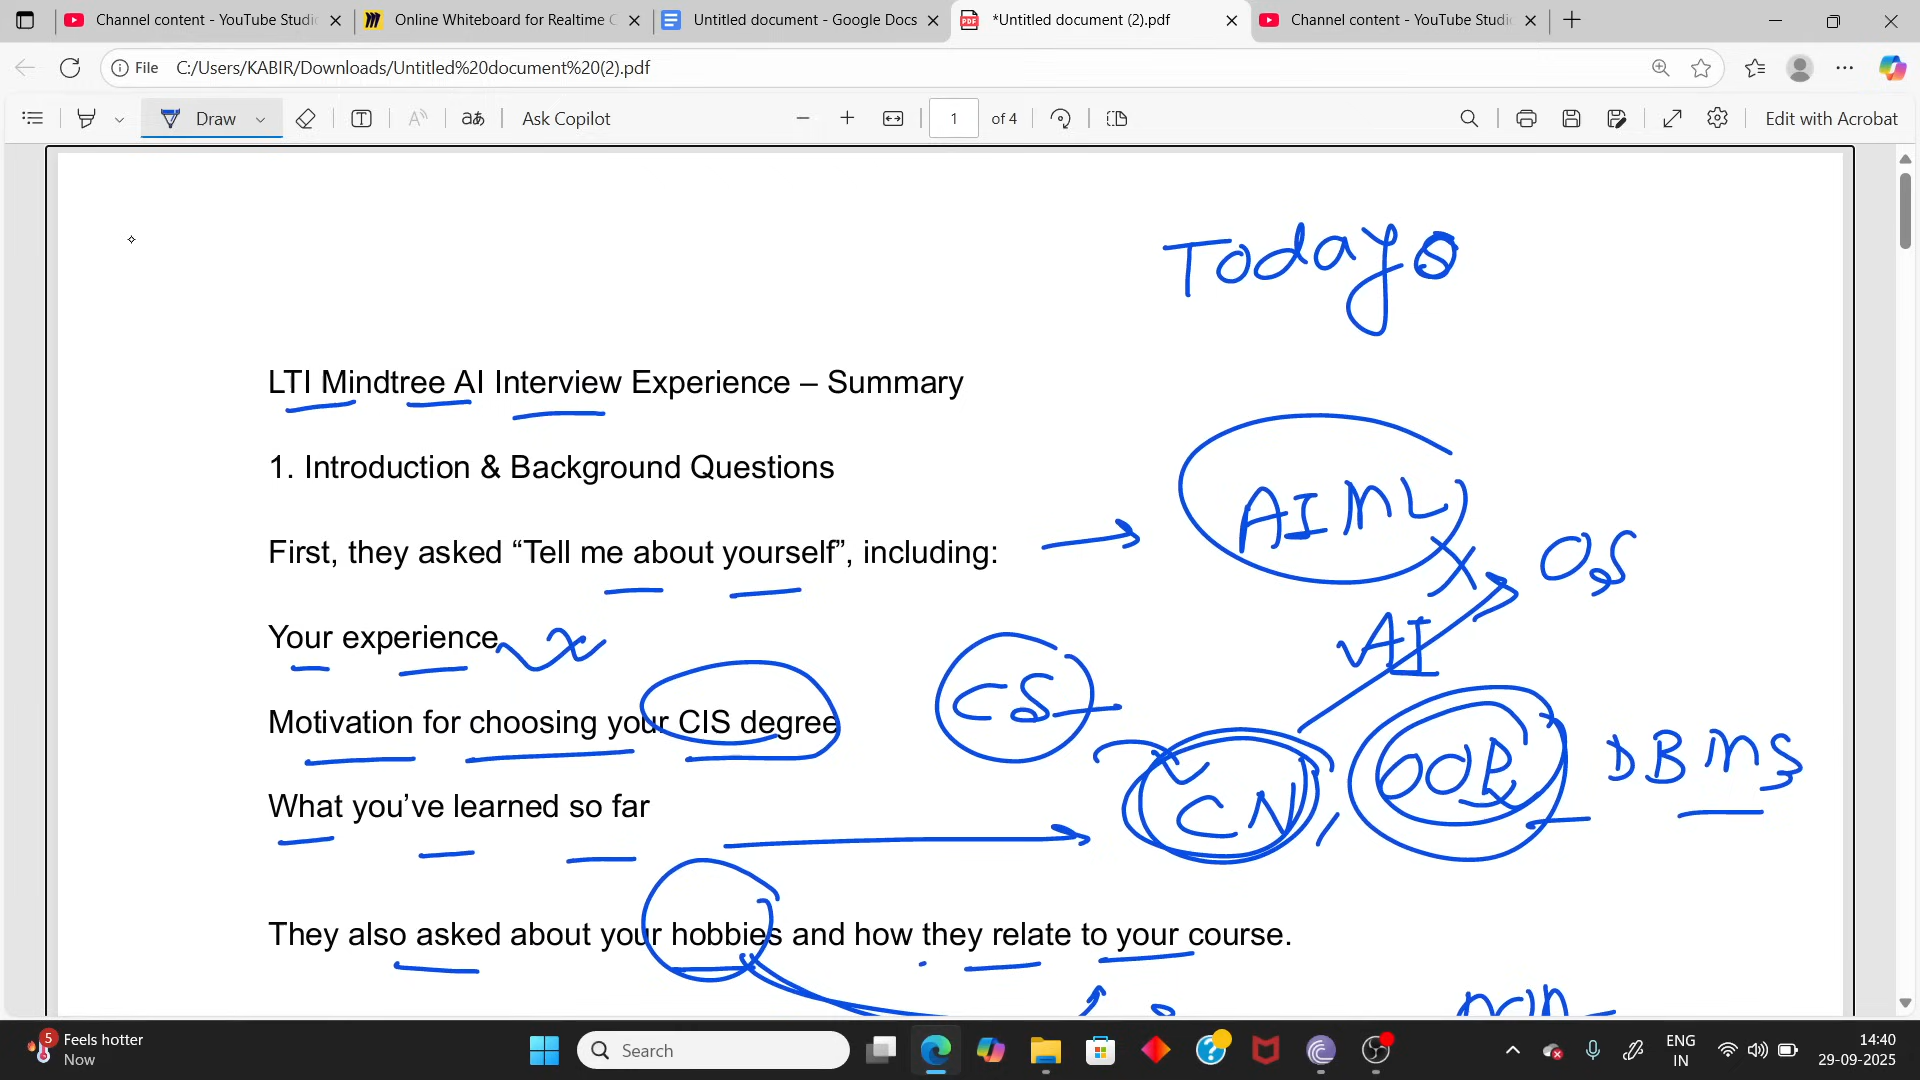 Channel content - YouTube Studi
Online Whiteboard for Realtime C
Untitled document - Google Docs
*Untitled document (2).pdf
Channel content - YouTube Studi
File C:/Users/KABIR/Downloads/Untitled%20document%20(2).pdf
Draw
Ask Copilot
1 of 4
Edit with Acrobat
Todays
LTI Mindtree AI Interview Experience – Summary
1. Introduction & Background Questions
AIML
First, they asked “Tell me about yourself”, including:
OS
Your experience
AI
CS
Motivation for choosing your CIS degree
CN, OOP, DBMS
What you’ve learned so far
They also asked about your hobbies and how they relate to your course.
5 Feels hotter
Now
Search
ENG
IN
14:40
29-09-2025